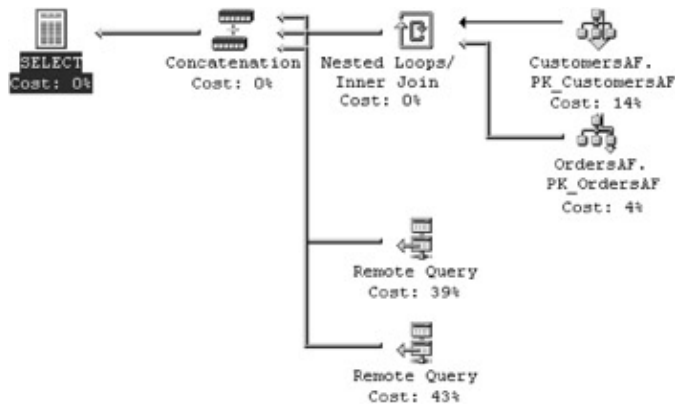 SELECT
Cost: 0%
Concatenation
Cost: 0%
Nested Loops/
Inner Join
Cost: 0%
CustomersAF.
PK_CustomersAF
Cost: 14%
OrdersAF.
PK_OrdersAF
Cost: 4%
Remote Query
Cost: 39%
Remote Query
Cost: 43%